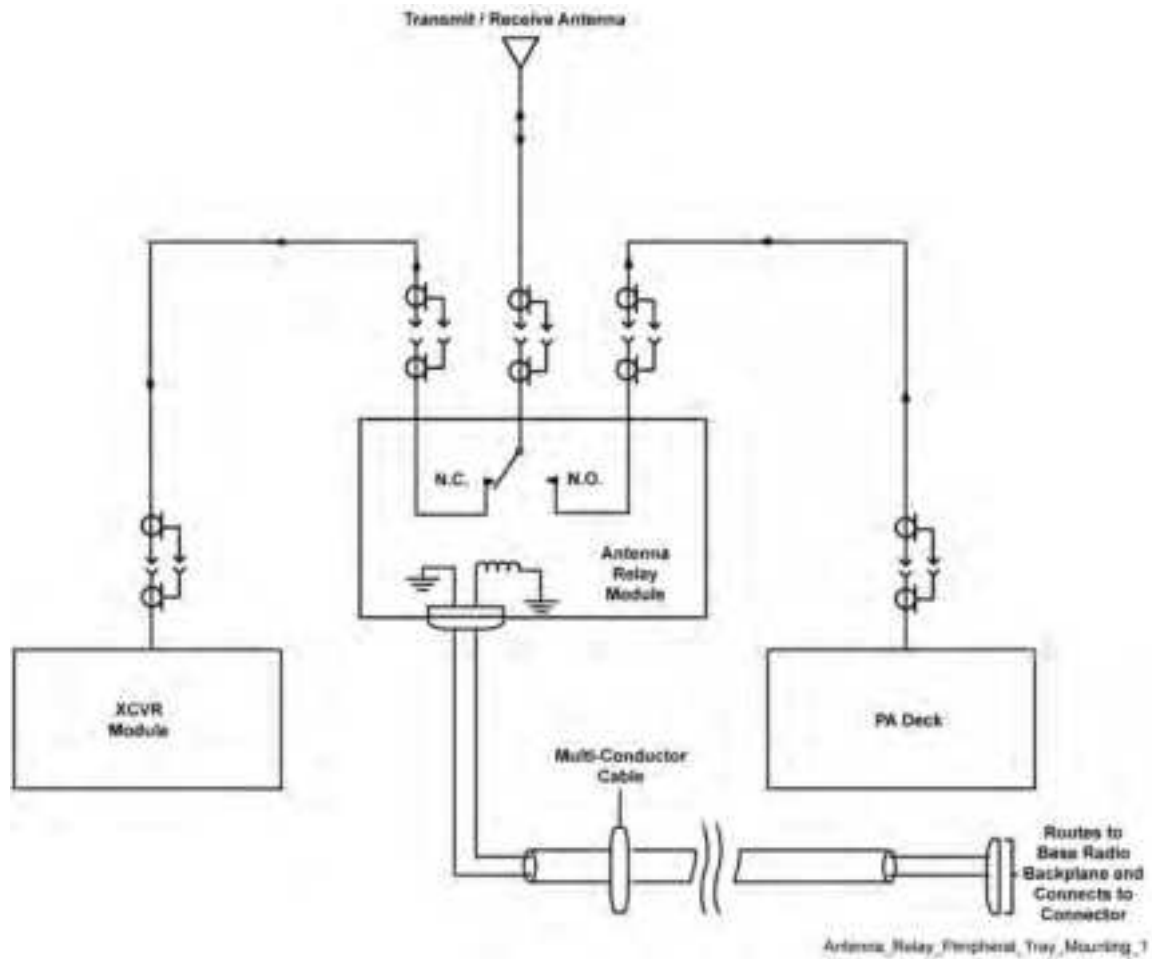 Transmit / Receive Antenna
N.C.
N.O.
Antenna
Relay
Module
XCVR
Module
PA Deck
Multi-Conductor
Cable
Routes to
Base Radio
Backplane and
Connects to
Connector
Antenna_Relay_Peripheral_Tray_Mounting_1